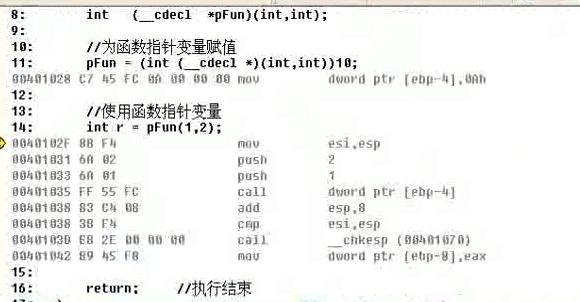 8: int (__cdecl *pFun)(int,int);
9:
10: //为函数指针变量赋值
11: pFun = (int (__cdecl *)(int,int))10;
00401028 C7 45 FC 0A 00 00 00 mov dword ptr [ebp-4],0Ah
12:
13: //使用函数指针变量
14: int r = pFun(1,2);
0040102F 8B F4 mov esi,esp
00401031 6A 02 push 2
00401033 6A 01 push 1
00401035 FF 55 FC call dword ptr [ebp-4]
00401038 83 C4 08 add esp,8
0040103B 3B F4 cmp esi,esp
0040103D E8 2E 00 00 00 call __chkesp (00401070)
00401042 89 45 F8 mov dword ptr [ebp-8],eax
15:
16: return; //执行结束